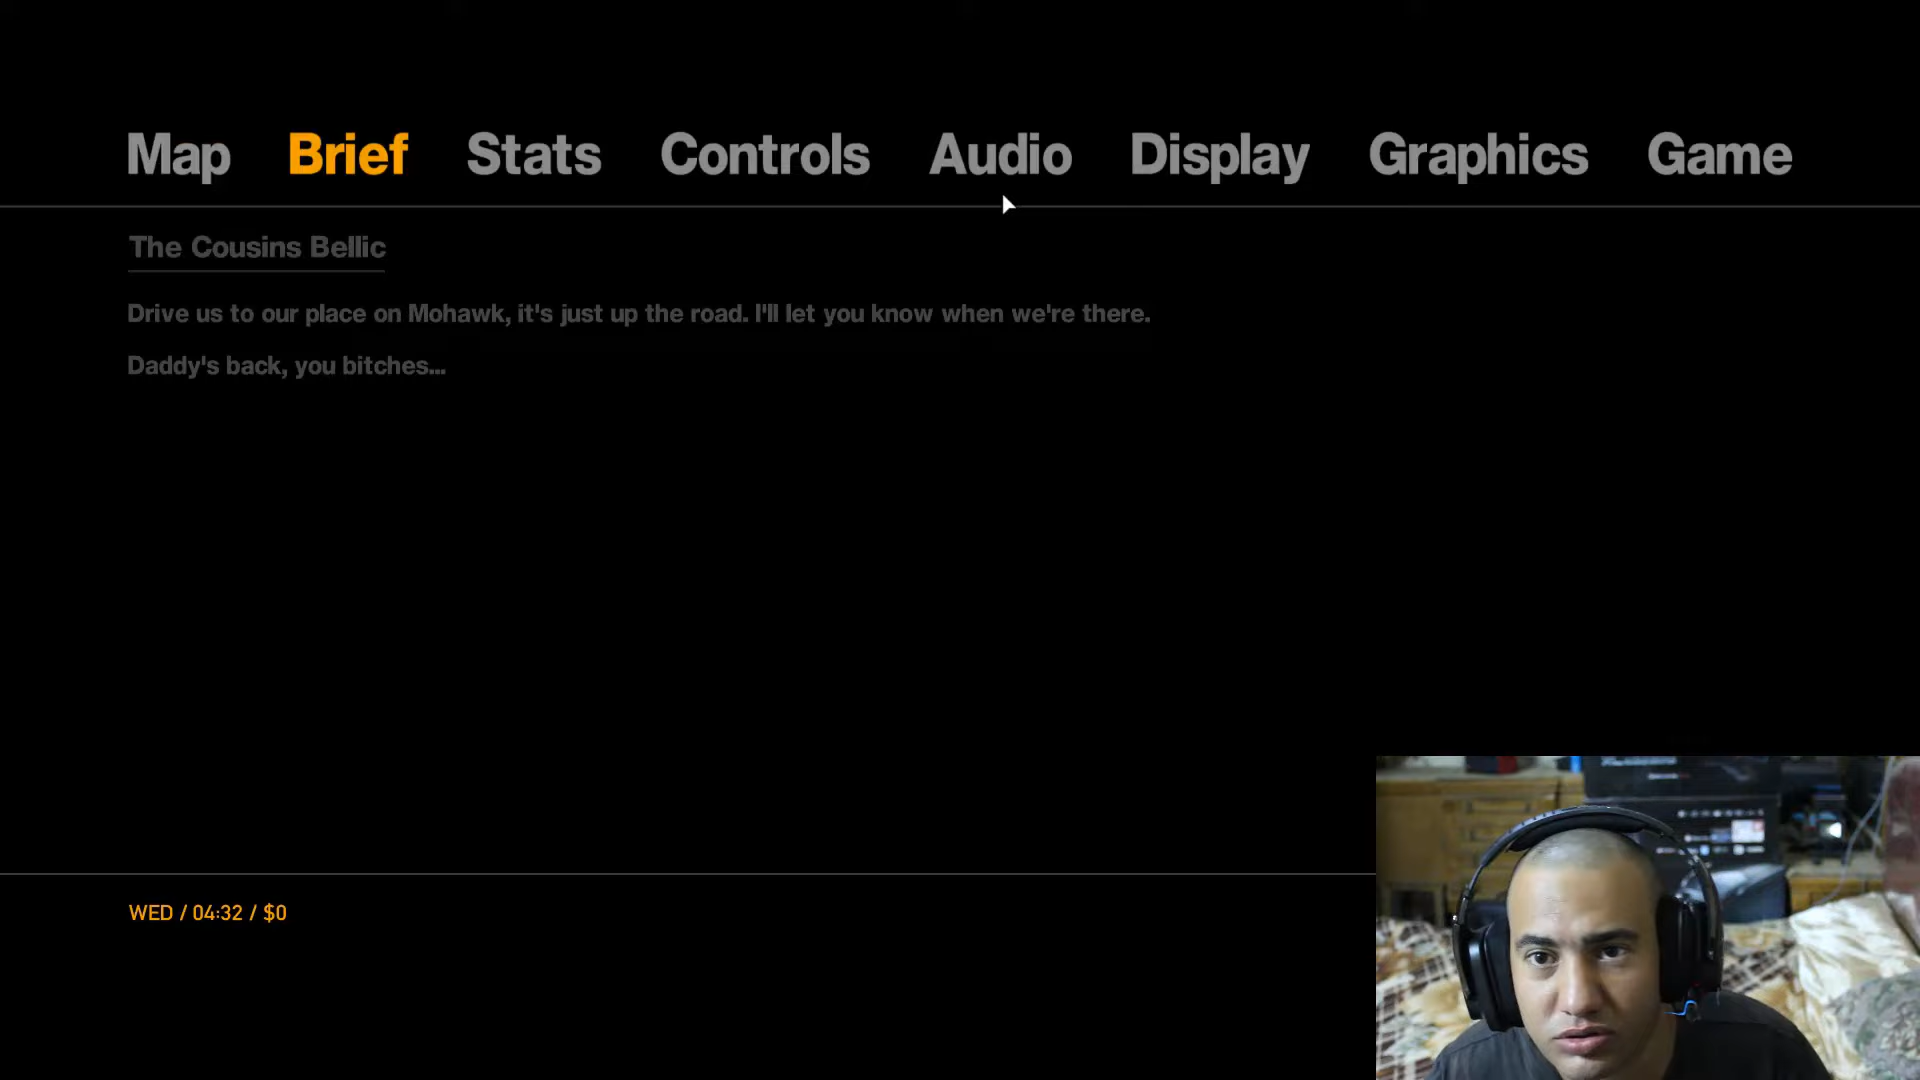 Map Brief Stats Controls Audio Display Graphics Game
The Cousins Bellic
Drive us to our place on Mohawk, it's just up the road. I'll let you know when we're there.
Daddy's back, you bitches...
WED / 04:32 / $0